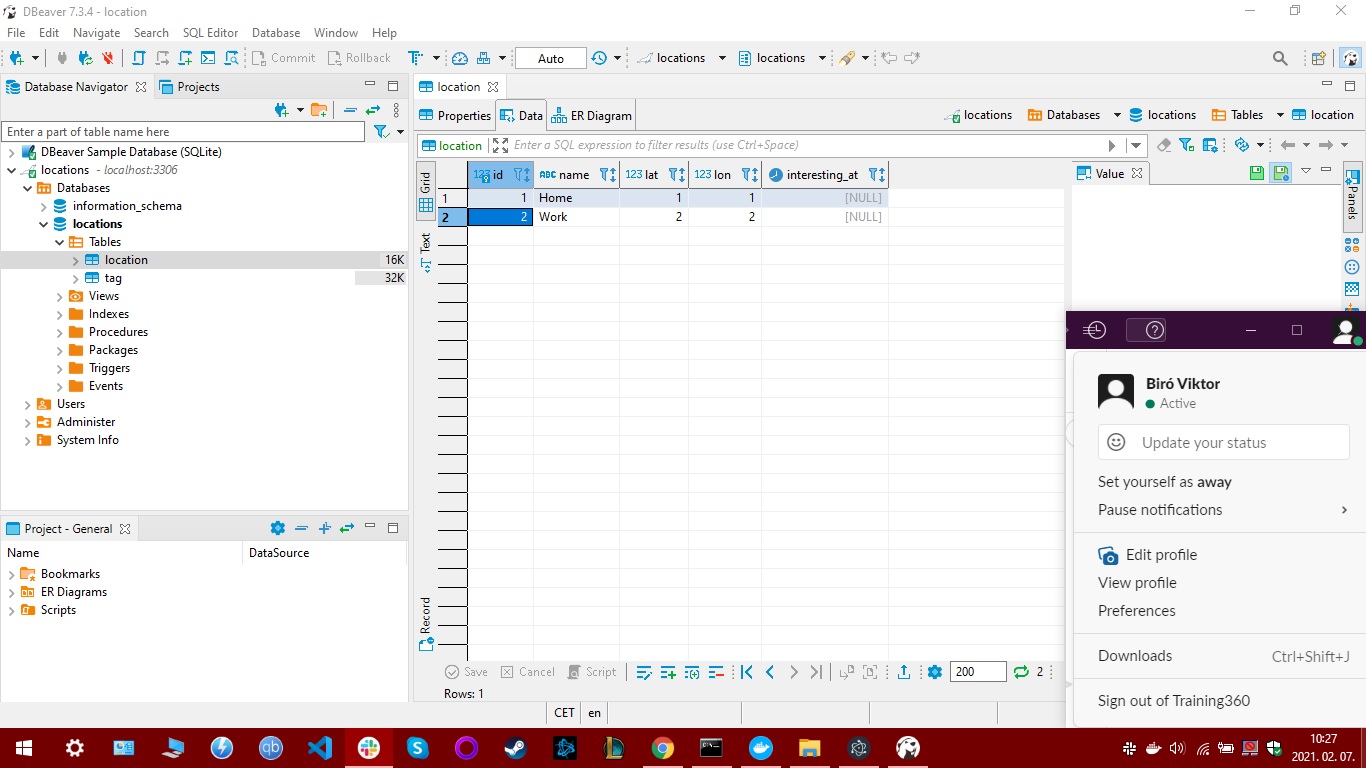 DBeaver 7.3.4 - location
File Edit Navigate Search SQL Editor Database Window Help
Commit Rollback Auto locations locations
Database Navigator Projects
Enter a part of table name here
DBeaver Sample Database (SQLite)
locations - localhost:3306
Databases
information_schema
locations
Tables
location 16K
tag 32K
Views
Indexes
Procedures
Packages
Triggers
Events
Users
Administer
System Info
Project - General
Name DataSource
Bookmarks
ER Diagrams
Scripts
location
Properties Data ER Diagram locations Databases locations Tables location
location Enter a SQL expression to filter results (use Ctrl+Space)
Grid
Text
Record
123 id ABC name 123 lat 123 lon interesting_at
1 1 Home 1 1 [NULL]
2 2 Work 2 2 [NULL]
Value
Panels
Save Cancel Script 200 2
Rows: 1
CET en
Biró Viktor
Active
Update your status
Set yourself as away
Pause notifications
Edit profile
View profile
Preferences
Downloads Ctrl+Shift+J
Sign out of Training360
qb
10:27
2021. 02. 07.